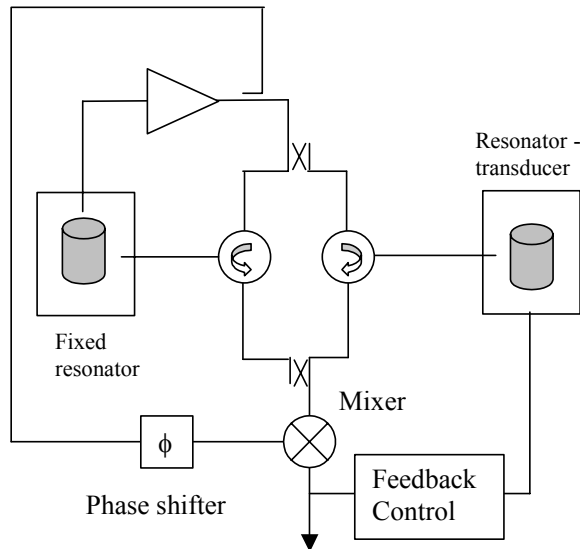 Resonator -
transducer
Fixed
resonator
Mixer
ϕ
Phase shifter
Feedback
Control